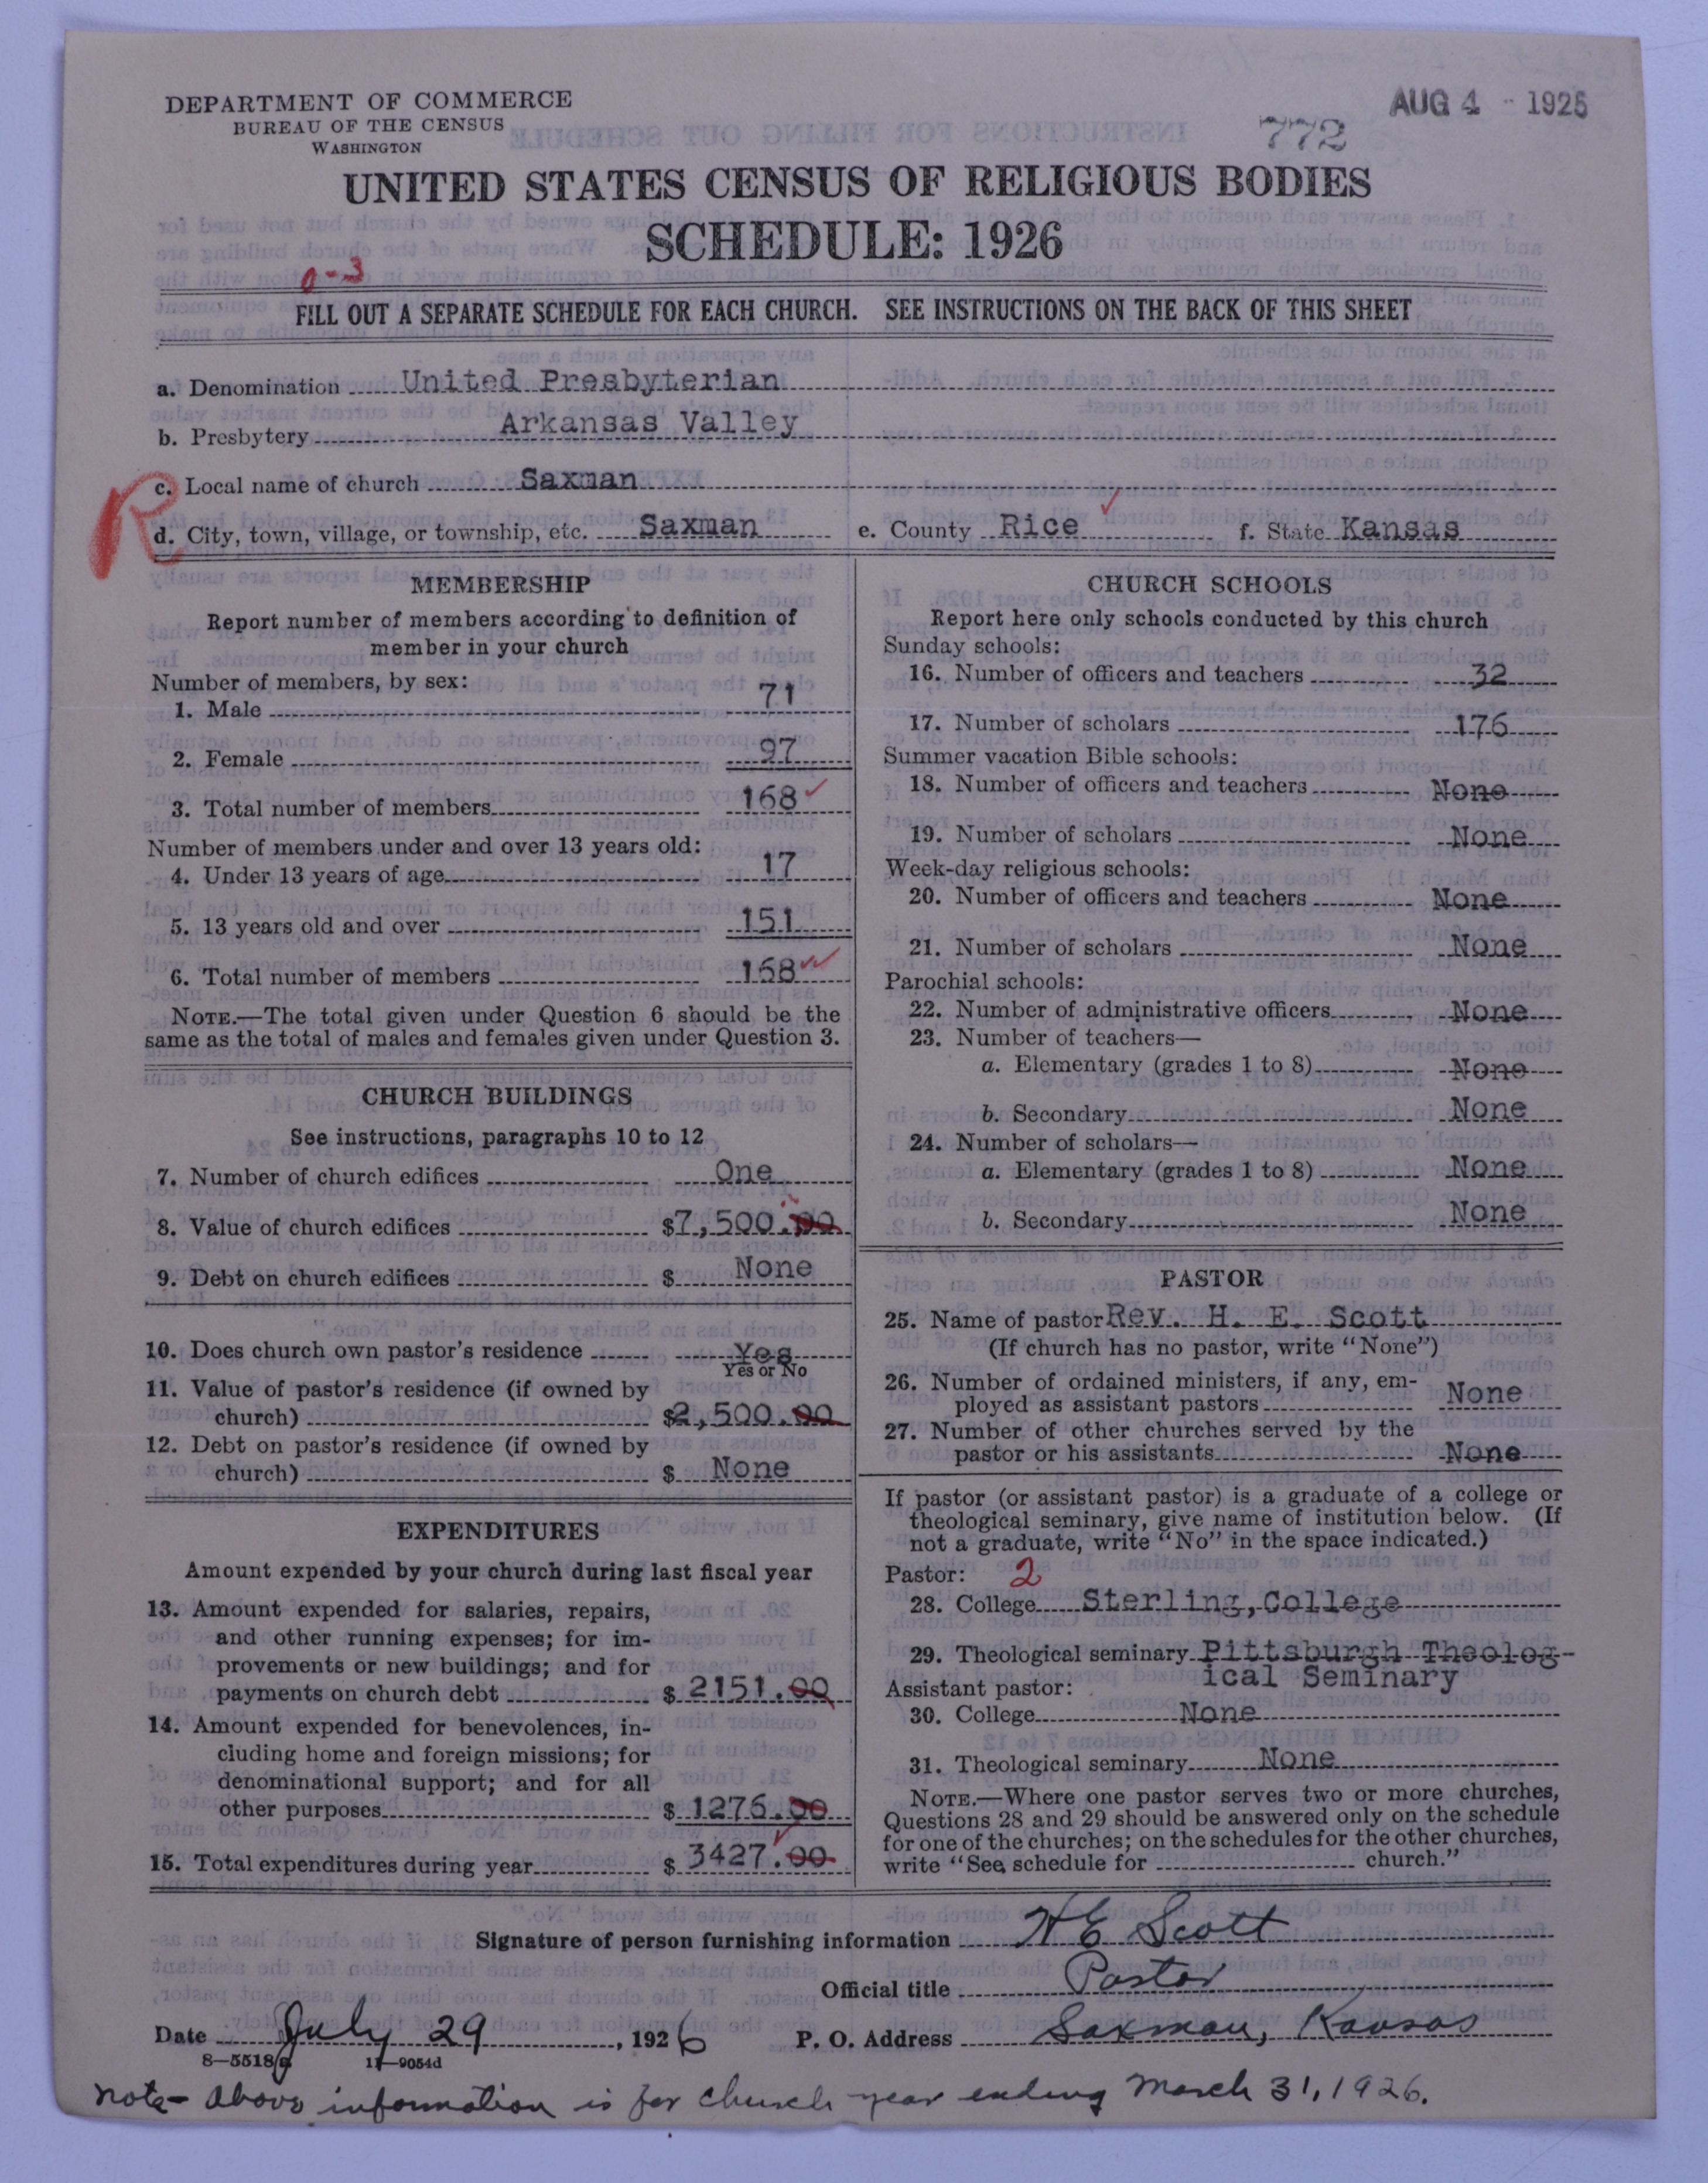 DEPARTMENT OF COMMERCE
BUREAU OF THE CENSUS
WASHINGTON
AUG 4 - 1926
772
UNITED STATES CENSUS OF RELIGIOUS BODIES
SCHEDULE: 1926
0-3
FILL OUT A SEPARATE SCHEDULE FOR EACH CHURCH. SEE INSTRUCTIONS ON THE BACK OF THIS SHEET
a. Denomination United Presbyterian
b. Presbytery Arkansas Valley
R
c. Local name of church Saxman
d. City, town, village, or township, etc. Saxman e. County Rice f. State Kansas
MEMBERSHIP
Report number of members according to definition of
member in your church
Number of members, by sex:
1. Male 71
2. Female 97
3. Total number of members 168
Number of members under and over 13 years old:
4. Under 13 years of age 17
5. 13 years old and over 151
6. Total number of members 168
NOTE.—The total given under Question 6 should be the
same as the total of males and females given under Question 3.
CHURCH BUILDINGS
See instructions, paragraphs 10 to 12
7. Number of church edifices One
8. Value of church edifices $7,500.00
9. Debt on church edifices $ None
10. Does church own pastor's residence Yes
Yes or No
11. Value of pastor's residence (if owned by
church) $2,500.00
12. Debt on pastor's residence (if owned by
church) $ None
EXPENDITURES
Amount expended by your church during last fiscal year
13. Amount expended for salaries, repairs,
and other running expenses; for im-
provements or new buildings; and for
payments on church debt $ 2151.00
14. Amount expended for benevolences, in-
cluding home and foreign missions; for
denominational support; and for all
other purposes $ 1276.00
15. Total expenditures during year $ 3427.00
CHURCH SCHOOLS
Report here only schools conducted by this church
Sunday schools:
16. Number of officers and teachers 32
17. Number of scholars 176
Summer vacation Bible schools:
18. Number of officers and teachers None
19. Number of scholars None
Week-day religious schools:
20. Number of officers and teachers None
21. Number of scholars None
Parochial schools:
22. Number of administrative officers None
23. Number of teachers—
a. Elementary (grades 1 to 8) None
b. Secondary None
24. Number of scholars—
a. Elementary (grades 1 to 8) None
b. Secondary None
PASTOR
25. Name of pastor Rev. H. E. Scott
(If church has no pastor, write "None")
26. Number of ordained ministers, if any, em-
ployed as assistant pastors None
27. Number of other churches served by the
pastor or his assistants None
If pastor (or assistant pastor) is a graduate of a college or
theological seminary, give name of institution below. (If
not a graduate, write "No" in the space indicated.)
Pastor: 2
28. College Sterling, College
29. Theological seminary Pittsburgh Theolog-
ical Seminary
Assistant pastor:
30. College None
31. Theological seminary None
NOTE.—Where one pastor serves two or more churches,
Questions 28 and 29 should be answered only on the schedule
for one of the churches; on the schedules for the other churches,
write "See schedule for church."
Signature of person furnishing information H E Scott
Official title Pastor
Date July 29, 1926 P. O. Address Saxman, Kansas
8—5518g 11—9054d
Note- above information is for church year ending March 31, 1926.